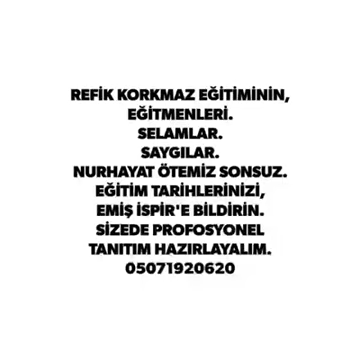 REFİK KORKMAZ EĞİTİMİNİN,
EĞİTMENLERİ.
SELAMLAR.
SAYGILAR.
NURHAYAT ÖTEMİZ SONSUZ.
EĞİTİM TARİHLERİNİZİ,
EMİŞ İSPİR'E BİLDİRİN.
SİZEDE PROFOSYONEL
TANITIM HAZIRLAYALIM.
05071920620